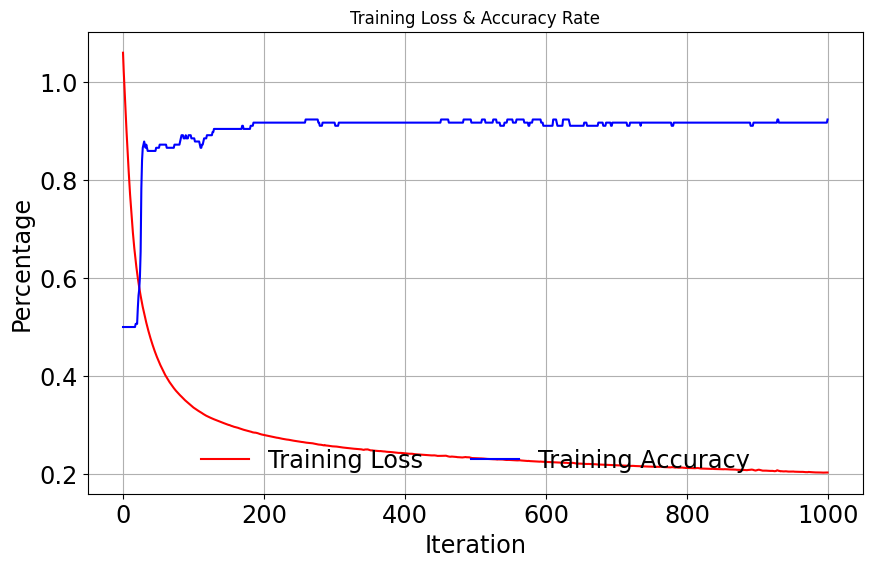 Training Loss & Accuracy Rate
1.0
0.8
0.6
0.4
0.2
Percentage
Training Loss
Training Accuracy
0 200 400 600 800 1000
Iteration